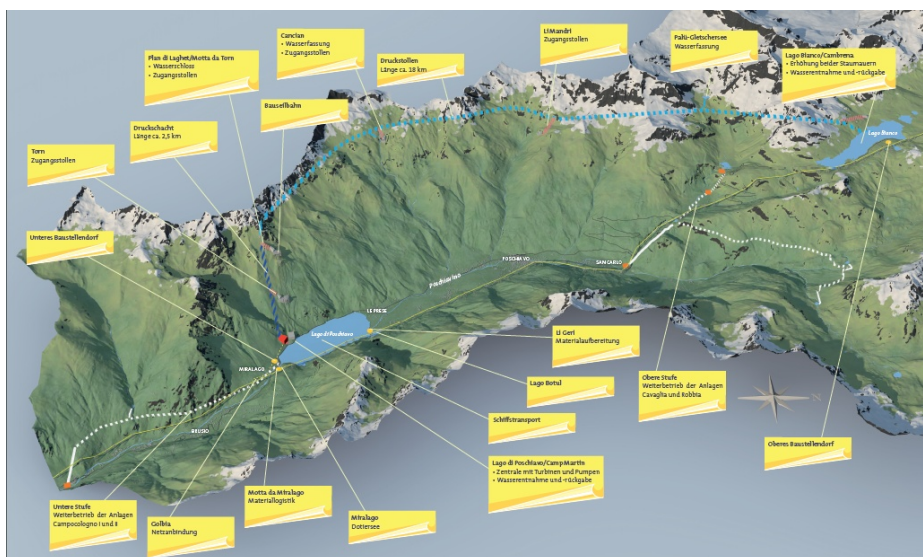 Cancian
• Wasserfassung
• Zugangsstollen
Li Mandri
Zugangsstollen
Palü-Gletschersee
Wasserfassung
Plan di Laghet/Motta da Torn
• Wasserschloss
• Zugangsstollen
Druckstollen
Länge ca. 18 km
Lago Bianco/Cambrena
• Erhöhung beider Staumauern
• Wasserentnahme und -rückgabe
Bauseilbahn
Druckschacht
Länge ca. 2,5 km
Torn
Zugangsstollen
Lago Bianco
Unteres Baustellendorf
POSCHIAVO
SAN CARLO
Poschiavino
LE PRESE
Lago di Poschiavo
MIRALAGO
Li Geri
Materialaufbereitung
Lago Botul
Obere Stufe
Weiterbetrieb der Anlagen
Cavaglia und Robbia
N
Schiffstransport
BRUSIO
Oberes Baustellendorf
Lago di Poschiavo/Camp Martin
• Zentrale mit Turbinen und Pumpen
• Wasserentnahme und -rückgabe
Untere Stufe
Weiterbetrieb der Anlagen
Campocologno I und II
Golbia
Netzanbindung
Motta da Miralago
Materiallogistik
Miralago
Dotiersee